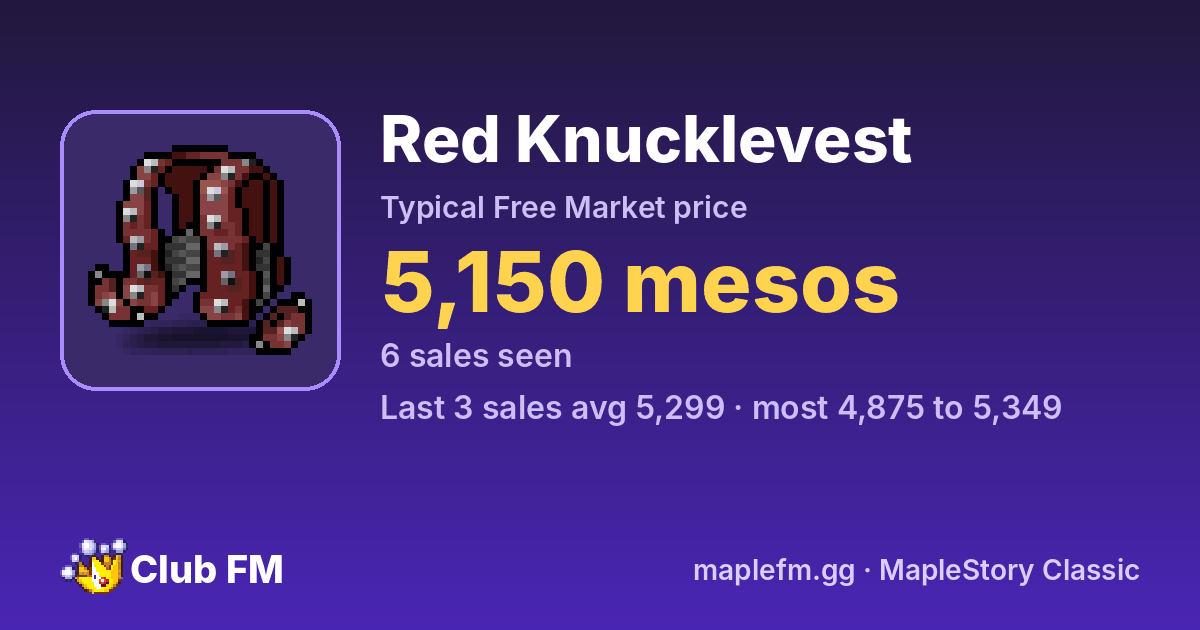 Red Knucklevest
Typical Free Market price
5,150 mesos
6 sales seen
Last 3 sales avg 5,299 · most 4,875 to 5,349
Club FM
maplefm.gg · MapleStory Classic